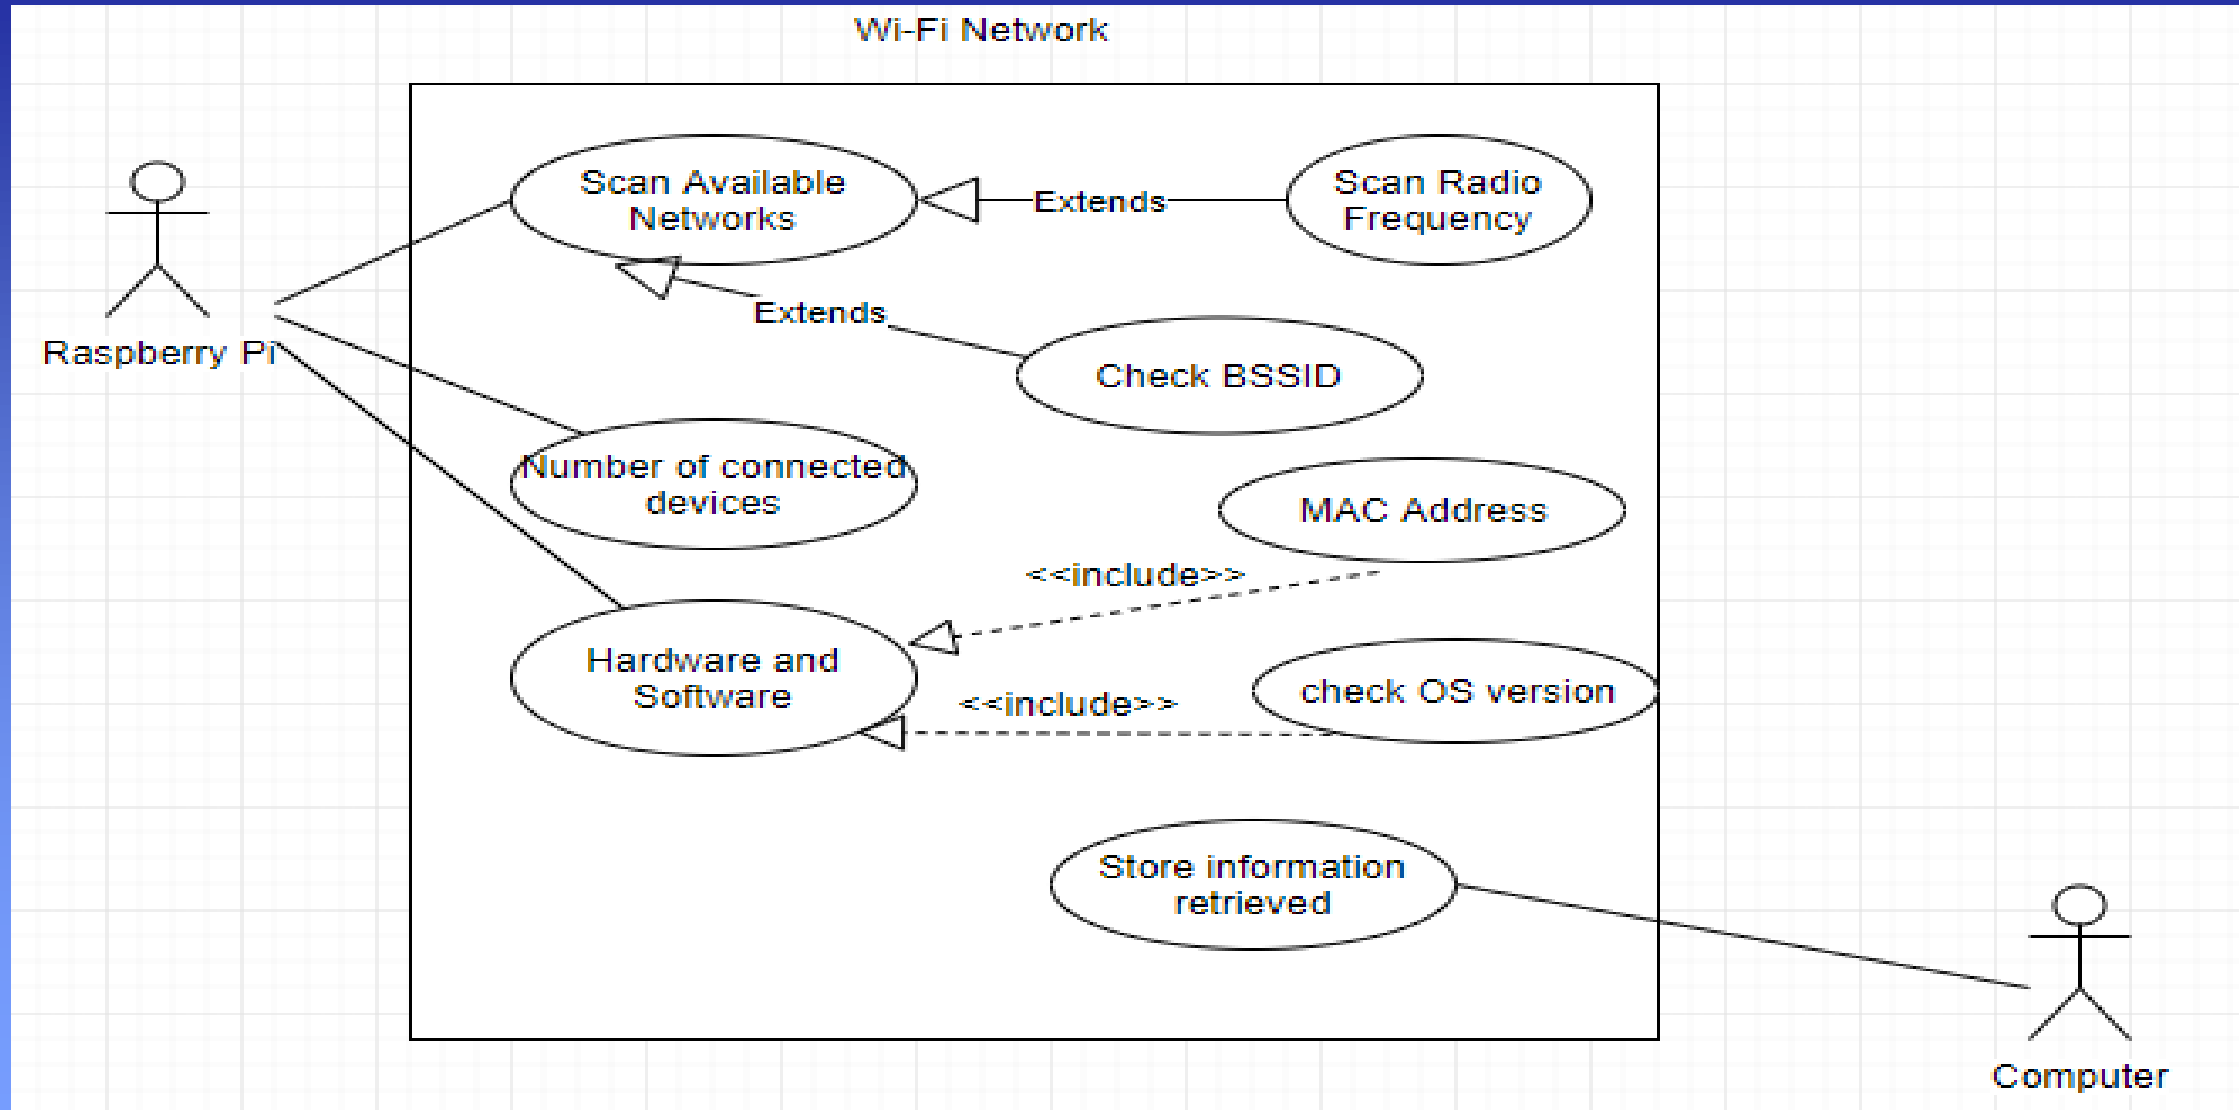 Wi-Fi Network
Scan Available
Networks
Extends
Scan Radio
Frequency
Raspberry Pi
Extends
Check BSSID
Number of connected
devices
MAC Address
<<include>>
Hardware and
Software
<<include>>
check OS version
Store information
retrieved
Computer